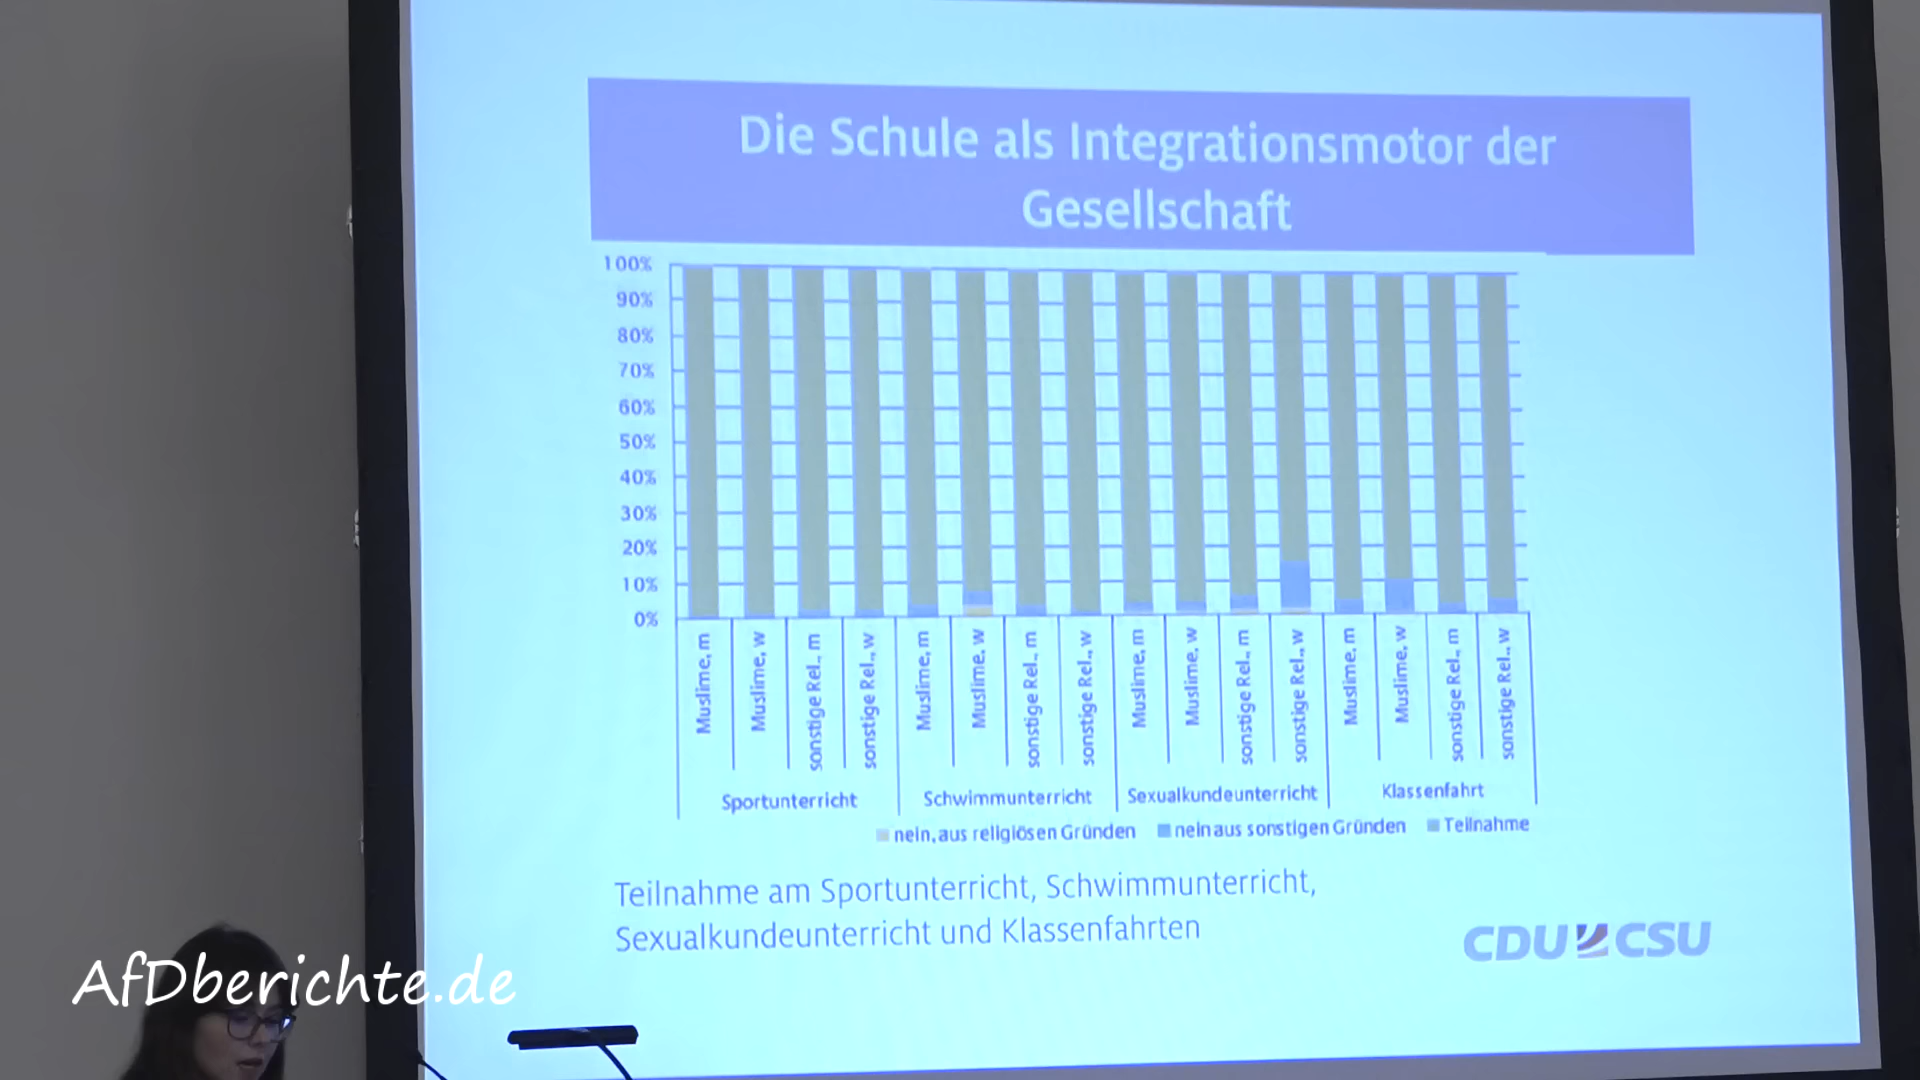 Die Schule als Integrationsmotor der
Gesellschaft
100%
90%
80%
70%
60%
50%
40%
30%
20%
10%
0%
Muslime, m
Muslime, w
sonstige Rel., m
sonstige Rel., w
Muslime, m
Muslime, w
sonstige Rel., m
sonstige Rel., w
Muslime, m
Muslime, w
sonstige Rel., m
sonstige Rel., w
Muslime, m
Muslime, w
sonstige Rel., m
sonstige Rel., w
Sportunterricht
Schwimmunterricht
Sexualkundeunterricht
Klassenfahrt
nein, aus religiösen Gründen
nein aus sonstigen Gründen
Teilnahme
Teilnahme am Sportunterricht, Schwimmunterricht,
Sexualkundeunterricht und Klassenfahrten
CDU CSU
AfDberichte.de